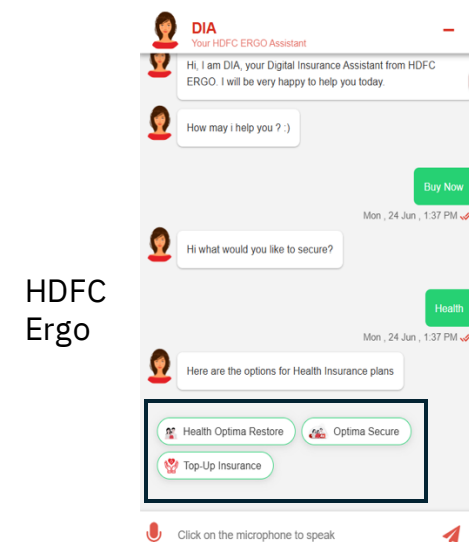 DIA
Your HDFC ERGO Assistant
Hi, I am DIA, your Digital Insurance Assistant from HDFC
ERGO. I will be very happy to help you today.
How may i help you ? :)
Buy Now
Mon , 24 Jun , 1:37 PM
Hi what would you like to secure?
HDFC
Ergo
Health
Mon , 24 Jun , 1:37 PM
Here are the options for Health Insurance plans
Health Optima Restore
Optima Secure
Top-Up Insurance
Click on the microphone to speak